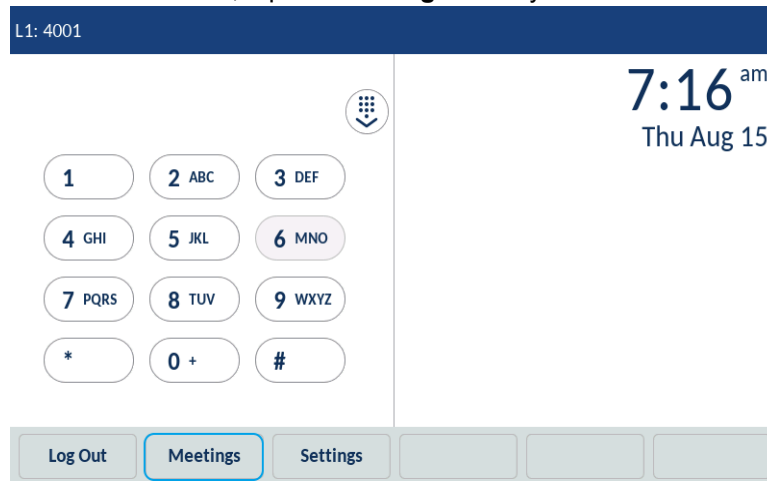 L1: 4001
7:16 am
Thu Aug 15
1
2 ABC
3 DEF
4 GHI
5 JKL
6 MNO
7 PQRS
8 TUV
9 WXYZ
*
0 +
#
Log Out
Meetings
Settings